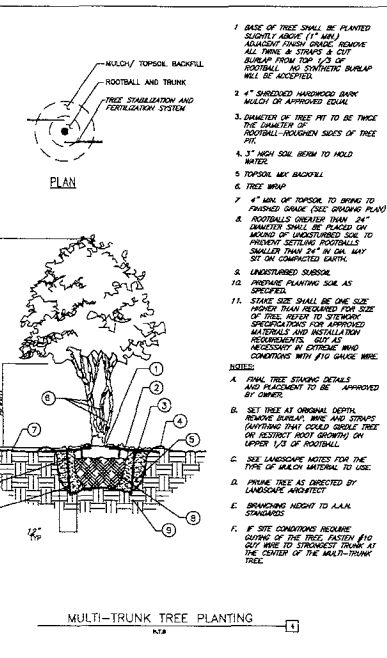 MULCH/ TOPSOIL BACKFILL
ROOTBALL AND TRUNK
TREE STABILIZATION AND
FERTILIZATION SYSTEM
PLAN
1 BASE OF TREE SHALL BE PLANTED
SLIGHTLY ABOVE (1" MIN.)
ADJACENT FINISH GRADE. REMOVE
ALL TWINE & STRAPS & CUT
BURLAP FROM TOP 1/3 OF
ROOTBALL. NO SYNTHETIC BURLAP
WILL BE ACCEPTED.
2 4" SHREDDED HARDWOOD BARK
MULCH OR APPROVED EQUAL
3. DIAMETER OF TREE PIT TO BE TWICE
THE DIAMETER OF
ROOTBALL-ROUGHEN SIDES OF TREE
PIT.
4. 3" HIGH SOIL BERM TO HOLD
WATER.
5 TOPSOIL MIX BACKFILL
6. TREE WRAP
7 4" MIN. OF TOPSOIL TO BRING TO
FINISHED GRADE (SEE GRADING PLAN)
8. ROOTBALLS GREATER THAN 24"
DIAMETER SHALL BE PLACED ON
MOUND OF UNDISTURBED SOIL TO
PREVENT SETTLING ROOTBALLS
SMALLER THAN 24" IN DIA. MAY
SIT ON COMPACTED EARTH.
9. UNDISTURBED SUBSOIL
10. PREPARE PLANTING SOIL AS
SPECIFIED.
11. STAKE SIZE SHALL BE ONE SIZE
HIGHER THAN REQUIRED FOR SIZE
OF TREE. REFER TO SITEWORK
SPECIFICATIONS FOR APPROVED
MATERIALS AND INSTALLATION
REQUIREMENTS. GUY AS
NECESSARY IN EXTREME WIND
CONDITIONS WITH #10 GAUGE WIRE.
NOTES:
A. FINAL TREE STAKING DETAILS
AND PLACEMENT TO BE APPROVED
BY OWNER.
B. SET TREE AT ORIGINAL DEPTH.
REMOVE BURLAP, WIRE AND STRAPS
(ANYTHING THAT COULD GIRDLE TREE
OR RESTRICT ROOT GROWTH) ON
UPPER 1/3 OF ROOTBALL.
C. SEE LANDSCAPE NOTES FOR THE
TYPE OF MULCH MATERIAL TO USE.
D. PRUNE TREE AS DIRECTED BY
LANDSCAPE ARCHITECT
E. BRANCHING HEIGHT TO A.A.N.
STANDARDS
F. IF SITE CONDITIONS REQUIRE
GUYING OF THE TREE, FASTEN #10
GUY WIRE TO STRONGEST TRUNK AT
THE CENTER OF THE MULTI-TRUNK
TREE.
1
2
6
3
4
7
5
8
9
12"
TYP
MULTI-TRUNK TREE PLANTING
N.T.S
4